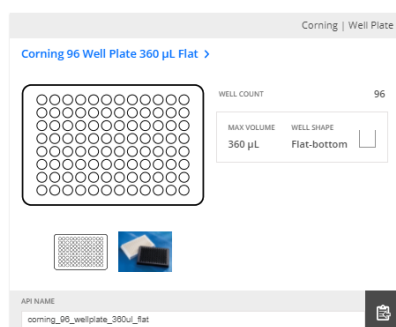 Corning | Well Plate
Corning 96 Well Plate 360 µL Flat >
WELL COUNT 96
MAX VOLUME WELL SHAPE
360 µL Flat-bottom
API NAME
corning_96_wellplate_360ul_flat